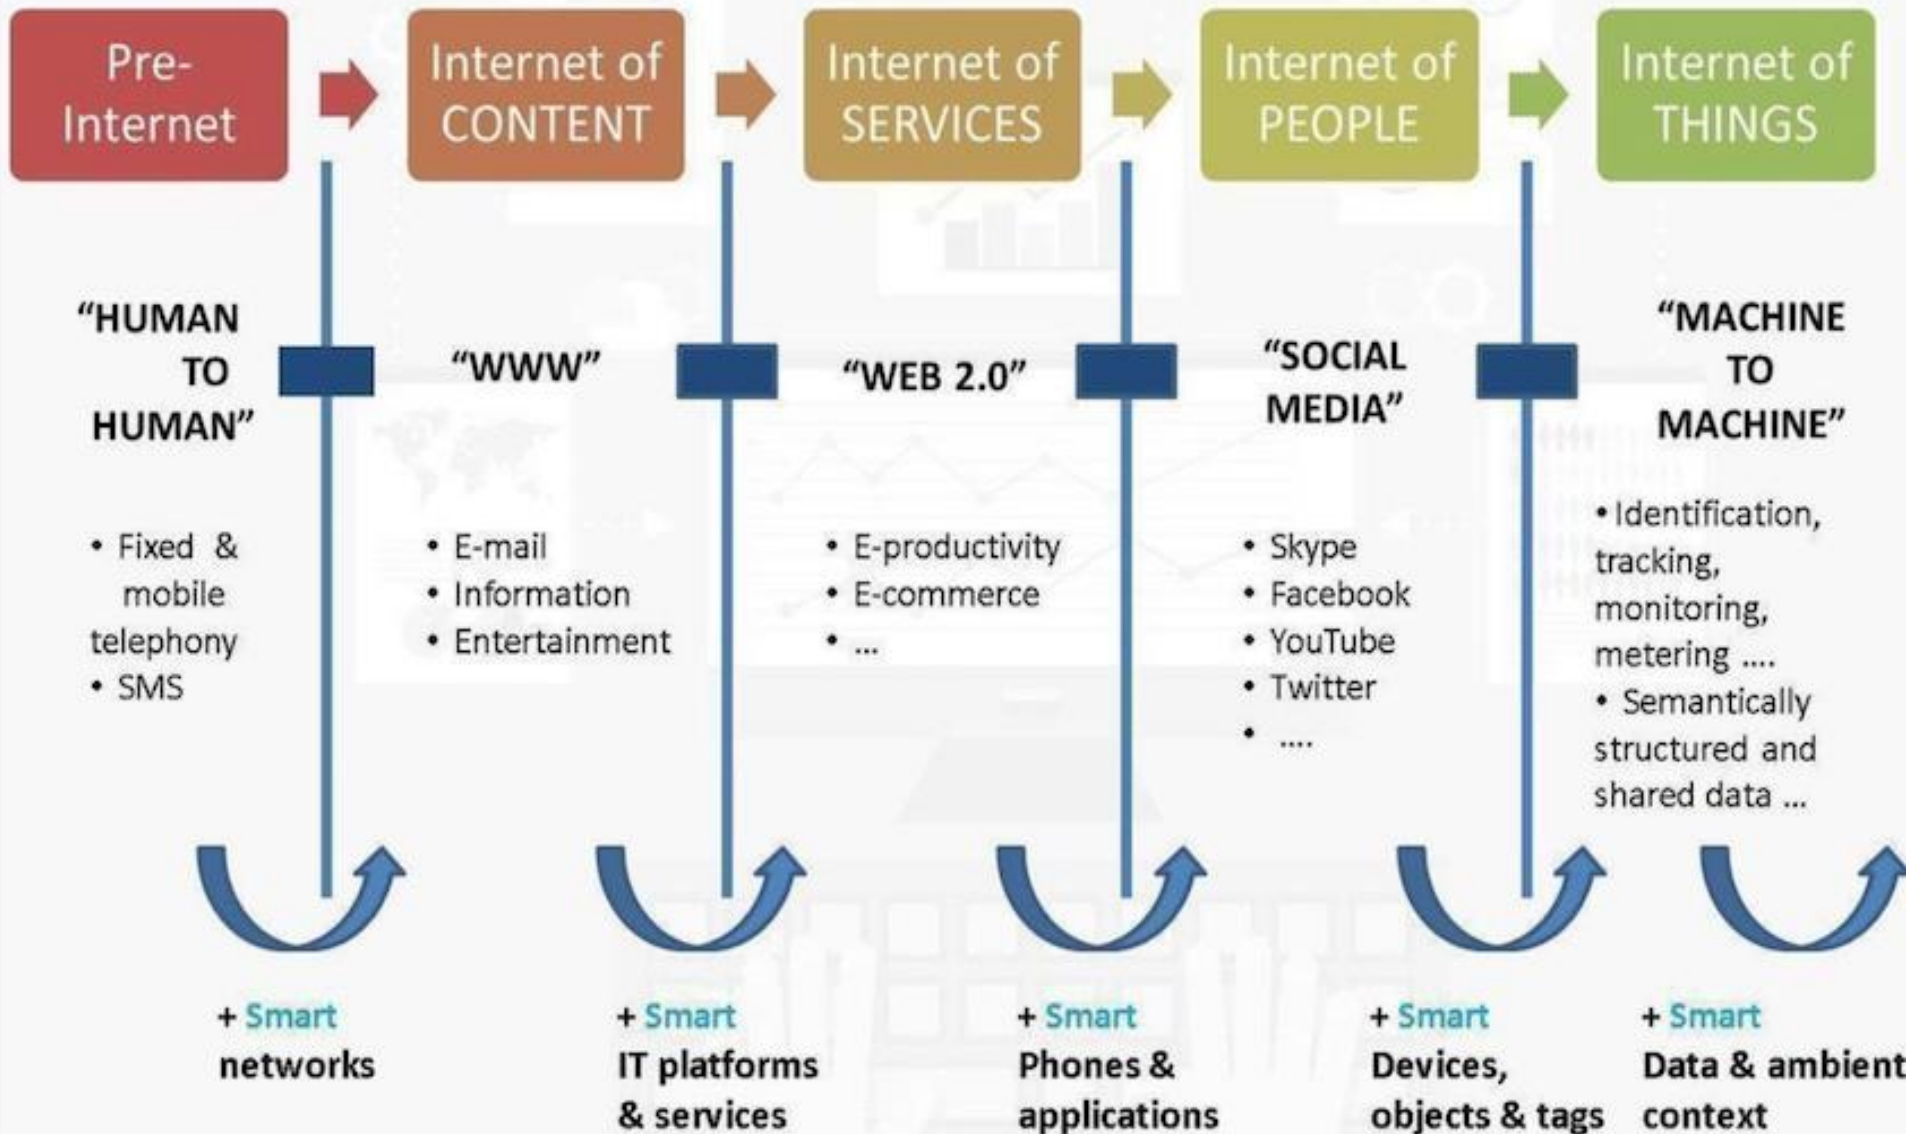 Pre-
Internet
Internet of
CONTENT
Internet of
SERVICES
Internet of
PEOPLE
Internet of
THINGS
“HUMAN
TO
HUMAN”
“WWW”
“WEB 2.0”
“SOCIAL
MEDIA”
“MACHINE
TO
MACHINE”
• Fixed &
mobile
telephony
• SMS
• E-mail
• Information
• Entertainment
• E-productivity
• E-commerce
• ...
• Skype
• Facebook
• YouTube
• Twitter
• ....
• Identification,
tracking,
monitoring,
metering ....
• Semantically
structured and
shared data ...
+ Smart
networks
+ Smart
IT platforms
& services
+ Smart
Phones &
applications
+ Smart
Devices,
objects & tags
+ Smart
Data & ambient
context